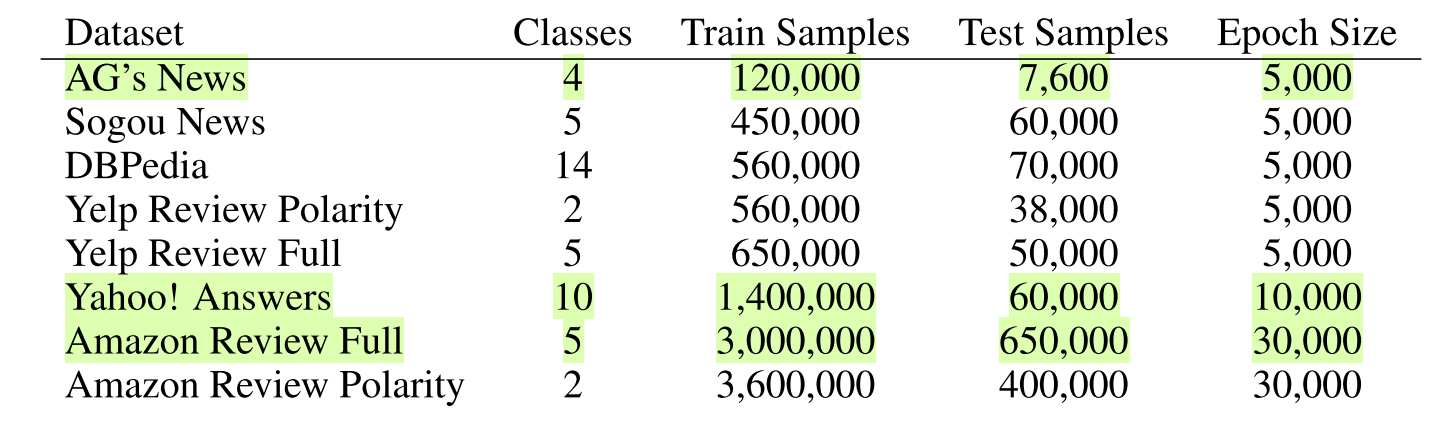 Dataset Classes Train Samples Test Samples Epoch Size
AG's News 4 120,000 7,600 5,000
Sogou News 5 450,000 60,000 5,000
DBPedia 14 560,000 70,000 5,000
Yelp Review Polarity 2 560,000 38,000 5,000
Yelp Review Full 5 650,000 50,000 5,000
Yahoo! Answers 10 1,400,000 60,000 10,000
Amazon Review Full 5 3,000,000 650,000 30,000
Amazon Review Polarity 2 3,600,000 400,000 30,000